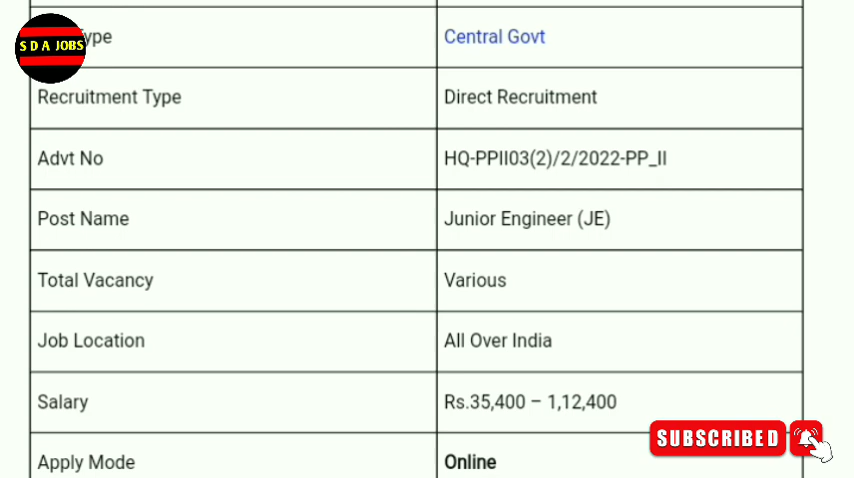 S D A JOBS
Type Central Govt
Recruitment Type Direct Recruitment
Advt No HQ-PPII03(2)/2/2022-PP_II
Post Name Junior Engineer (JE)
Total Vacancy Various
Job Location All Over India
Salary Rs.35,400 – 1,12,400
SUBSCRIBED
Apply Mode Online